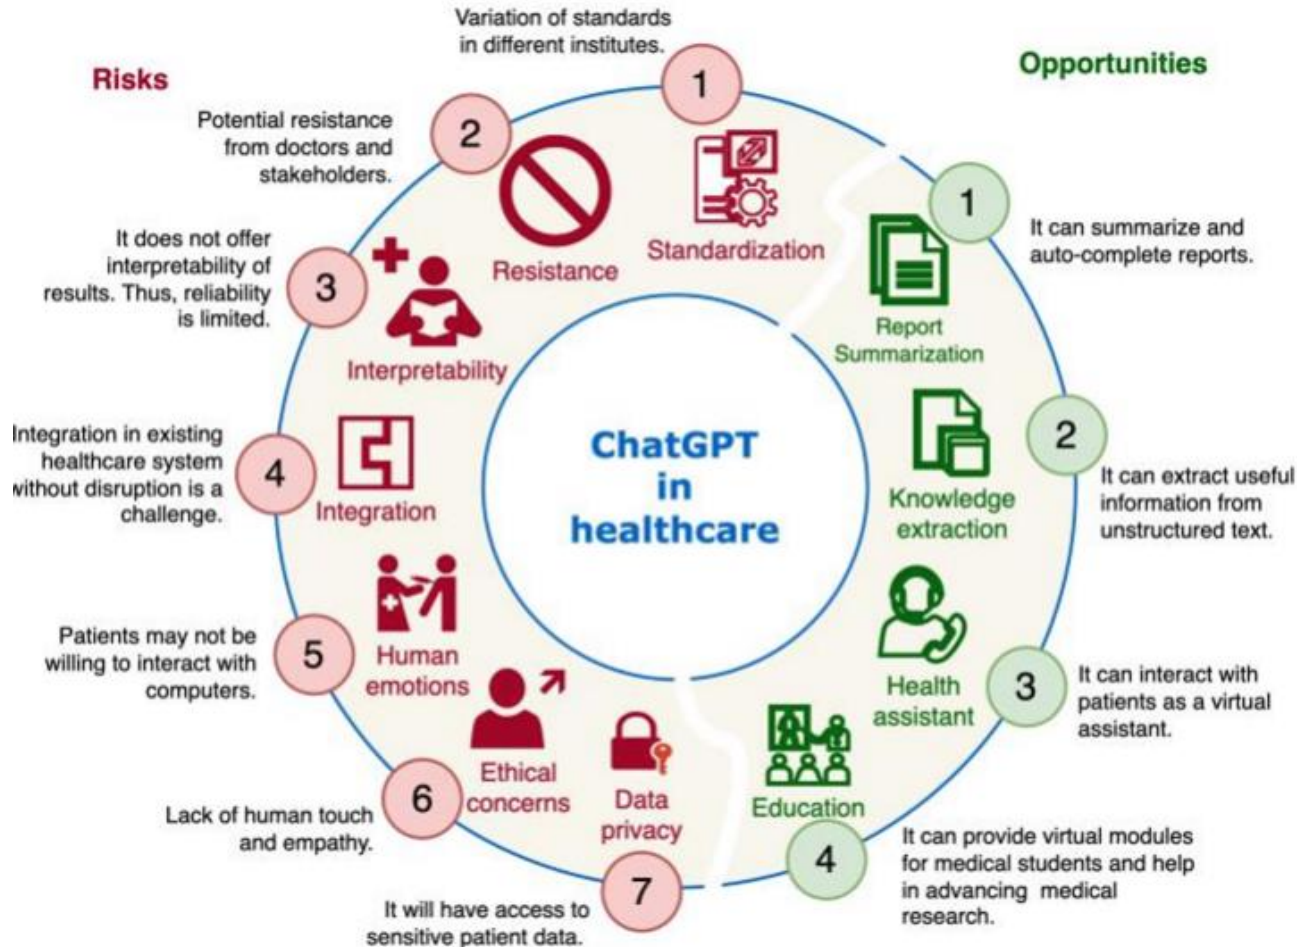 Risks
Opportunities
Variation of standards
in different institutes.
1
Standardization
Potential resistance
from doctors and
stakeholders.
2
Resistance
It does not offer
interpretability of
results. Thus, reliability
is limited.
3
Interpretability
Integration in existing
healthcare system
without disruption is a
challenge.
4
Integration
Patients may not be
willing to interact with
computers.
5
Human
emotions
Lack of human touch
and empathy.
6
Ethical
concerns
It will have access to
sensitive patient data.
7
Data
privacy
ChatGPT
in
healthcare
1
Report
Summarization
It can summarize and
auto-complete reports.
2
Knowledge
extraction
It can extract useful
information from
unstructured text.
3
Health
assistant
It can interact with
patients as a virtual
assistant.
4
Education
It can provide virtual modules
for medical students and help
in advancing medical
research.